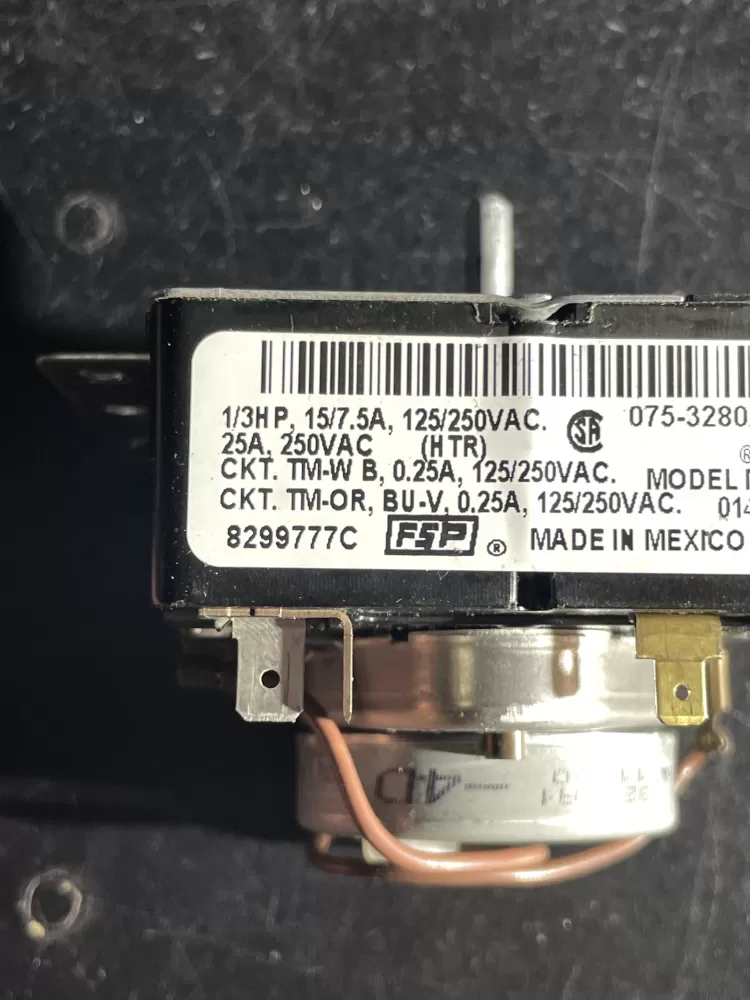 1/3HP, 15/7.5A, 125/250VAC. 075-3280
25A, 250VAC (HTR) ®
CKT. TM-W B, 0.25A, 125/250VAC. MODEL
CKT. TM-OR, BU-V, 0.25A, 125/250VAC. 014
8299777C FSP ® MADE IN MEXICO